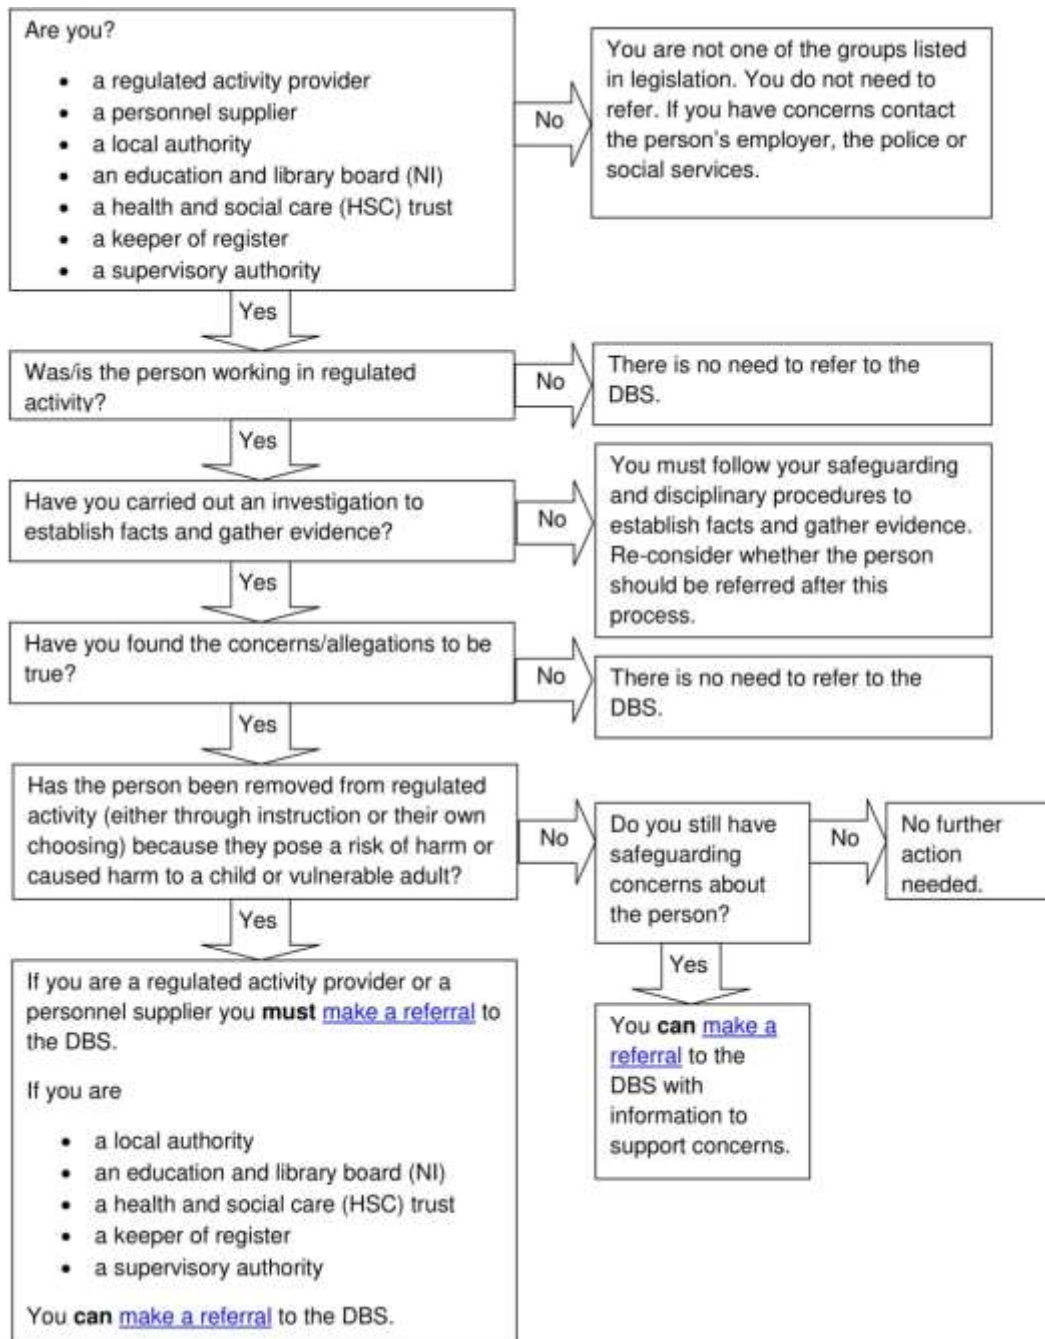 Are you?
• a regulated activity provider
• a personnel supplier
• a local authority
• an education and library board (NI)
• a health and social care (HSC) trust
• a keeper of register
• a supervisory authority
No
You are not one of the groups listed
in legislation. You do not need to
refer. If you have concerns contact
the person's employer, the police or
social services.
Yes
Was/is the person working in regulated
activity?
No
There is no need to refer to the
DBS.
Yes
Have you carried out an investigation to
establish facts and gather evidence?
No
You must follow your safeguarding
and disciplinary procedures to
establish facts and gather evidence.
Re-consider whether the person
should be referred after this
process.
Yes
Have you found the concerns/allegations to be
true?
No
There is no need to refer to the
DBS.
Yes
Has the person been removed from regulated
activity (either through instruction or their own
choosing) because they pose a risk of harm or
caused harm to a child or vulnerable adult?
No
Do you still have
safeguarding
concerns about
the person?
No
No further
action
needed.
Yes
Yes
If you are a regulated activity provider or a
personnel supplier you must make a referral to
the DBS.
If you are
• a local authority
• an education and library board (NI)
• a health and social care (HSC) trust
• a keeper of register
• a supervisory authority
You can make a referral to the DBS.
You can make a
referral to the
DBS with
information to
support concerns.